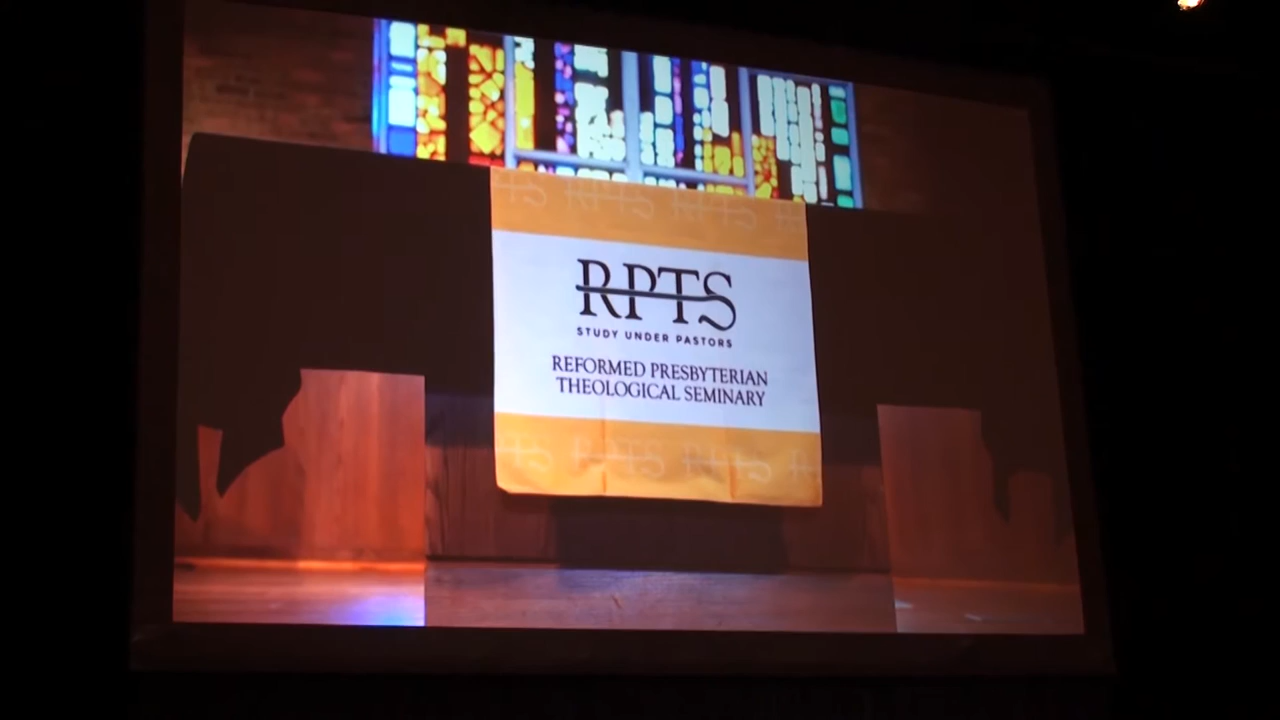 RPTS
STUDY UNDER PASTORS
REFORMED PRESBYTERIAN
THEOLOGICAL SEMINARY